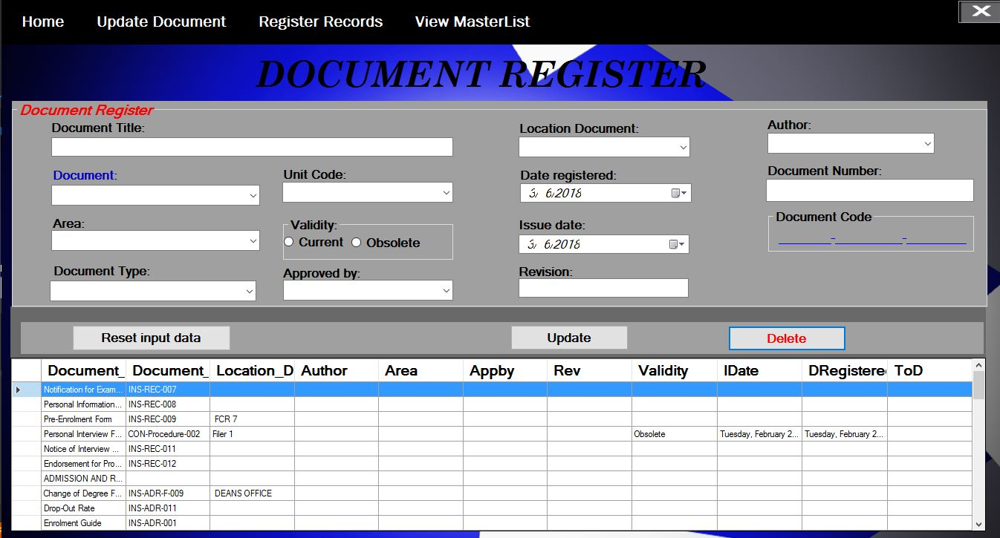 Home Update Document Register Records View MasterList
DOCUMENT REGISTER
Document Register
Document Title:
Location Document:
Author:
Document:
Unit Code:
Date registered:
3/ 6/2018
Document Number:
Area:
Validity:
Current Obsolete
Issue date:
3/ 6/2018
Document Code
Document Type:
Approved by:
Revision:
Reset input data Update Delete
Document_ Document_ Location_D Author Area Appby Rev Validity IDate DRegistered ToD
Notification for Exam... INS-REC-007
Personal Information... INS-REC-008
Pre-Enrolment Form INS-REC-009 FCR 7
Personal Interview F... CON-Procedure-002 Filer 1 Obsolete Tuesday, February 2... Tuesday, February 2...
Notice of Interview ... INS-REC-011
Endorsement for Pro... INS-REC-012
ADMISSION AND R...
Change of Degree F... INS-ADR-F-009 DEANS OFFICE
Drop-Out Rate INS-ADR-011
Enrolment Guide INS-ADR-001